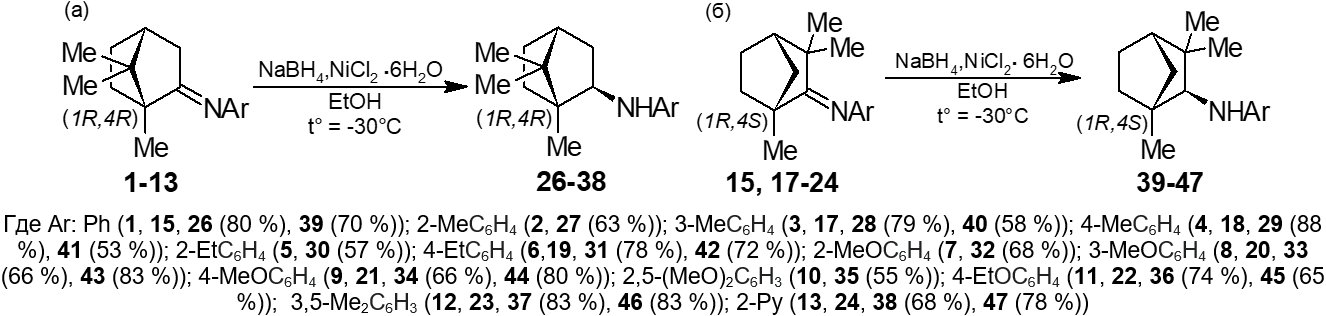 (а) (б)
Me Me
Me Me
NaBH₄,NiCl₂ ·6H₂O Me Me NaBH₄,NiCl₂· 6H₂O Me
Me NAr EtOH Me NHAr NAr EtOH NHAr
(1R,4R) t° = -30°C (1R,4R) (1R,4S) t° = -30°C (1R,4S)
Me Me Me Me
1-13 26-38 15, 17-24 39-47
Где Ar: Ph (1, 15, 26 (80 %), 39 (70 %)); 2-MeC₆H₄ (2, 27 (63 %)); 3-MeC₆H₄ (3, 17, 28 (79 %), 40 (58 %)); 4-MeC₆H₄ (4, 18, 29 (88
%), 41 (53 %)); 2-EtC₆H₄ (5, 30 (57 %)); 4-EtC₆H₄ (6,19, 31 (78 %), 42 (72 %)); 2-MeOC₆H₄ (7, 32 (68 %)); 3-MeOC₆H₄ (8, 20, 33
(66 %), 43 (83 %)); 4-MeOC₆H₄ (9, 21, 34 (66 %), 44 (80 %)); 2,5-(MeO)₂C₆H₃ (10, 35 (55 %)); 4-EtOC₆H₄ (11, 22, 36 (74 %), 45 (65
%)); 3,5-Me₂C₆H₃ (12, 23, 37 (83 %), 46 (83 %)); 2-Py (13, 24, 38 (68 %), 47 (78 %))